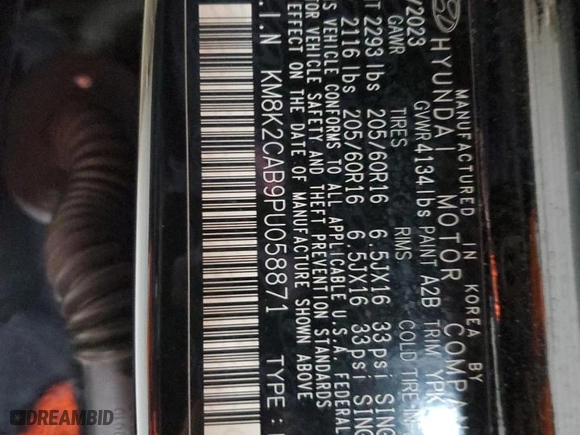 MANUFACTURED IN KOREA BY
HYUNDAI MOTOR COMPA
/2023 GVWR 4134 lbs PAINT A2B TRIM YPK
GAWR TIRES RIMS COLD TIRE IN
T 2293 lbs 205/60R16 6.5JX16 33psi SING
2116 lbs 205/60R16 6.5JX16 33psi SING
IS VEHICLE CONFORMS TO ALL APPLICABLE U.S.A. FEDERAL
TOR VEHICLE SAFETY AND THEFT PREVENTION STANDARDS
EFFECT ON THE DATE OF MANUFACTURE SHOWN ABOVE
.I.N KM8K2CAB9PU058871 TYPE :
DREAMBID